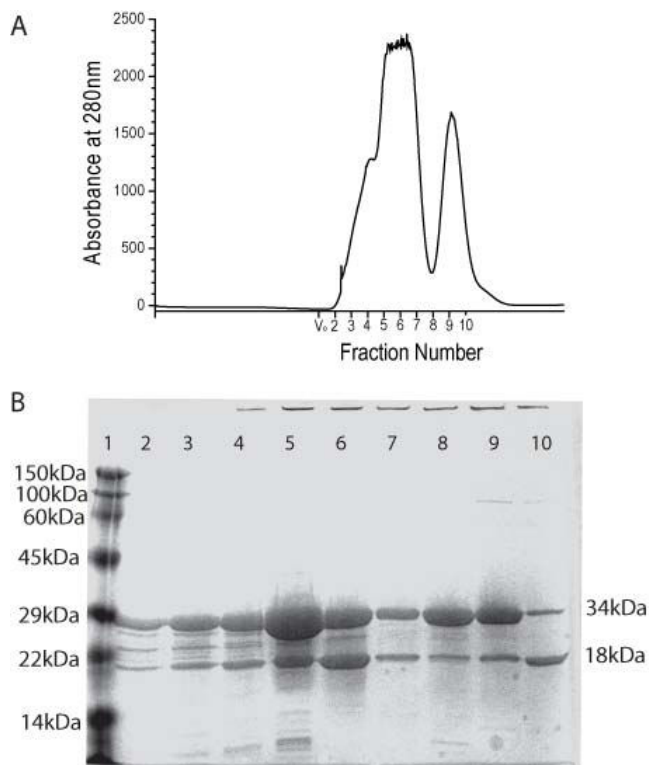 A
Absorbance at 280nm
2500
2000
1500
1000
500
0
V₀ 2 3 4 5 6 7 8 9 10
Fraction Number
B
1 2 3 4 5 6 7 8 9 10
150kDa
100kDa
60kDa
45kDa
29kDa 34kDa
22kDa 18kDa
14kDa